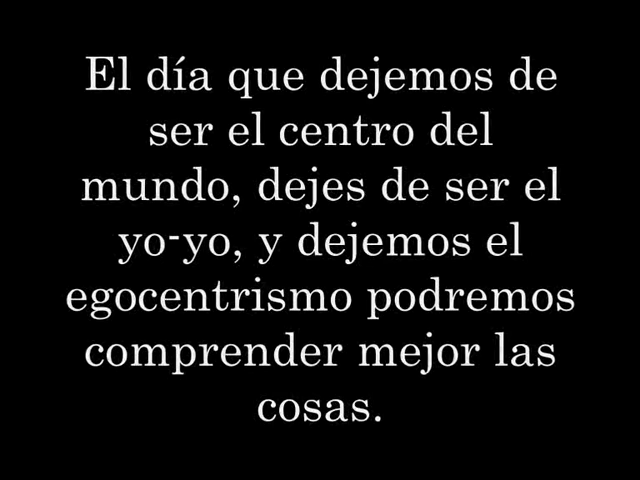 El día que dejemos de
ser el centro del
mundo, dejes de ser el
yo-yo, y dejemos el
egocentrismo podremos
comprender mejor las
cosas.